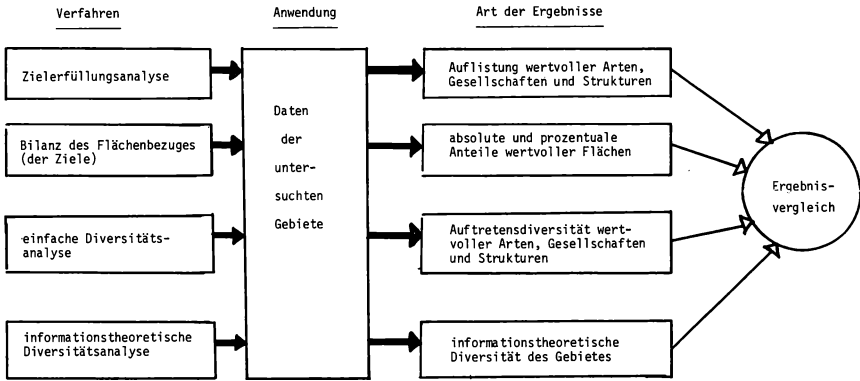 Verfahren
Anwendung
Art der Ergebnisse
Zielerfüllungsanalyse
Bilanz des Flächenbezuges
(der Ziele)
einfache Diversitäts-
analyse
informationstheoretische
Diversitätsanalyse
Daten
der
unter-
suchten
Gebiete
Auflistung wertvoller Arten,
Gesellschaften und Strukturen
absolute und prozentuale
Anteile wertvoller Flächen
Auftretensdiversität wert-
voller Arten, Gesellschaften
und Strukturen
informationstheoretische
Diversität des Gebietes
Ergebnis-
vergleich